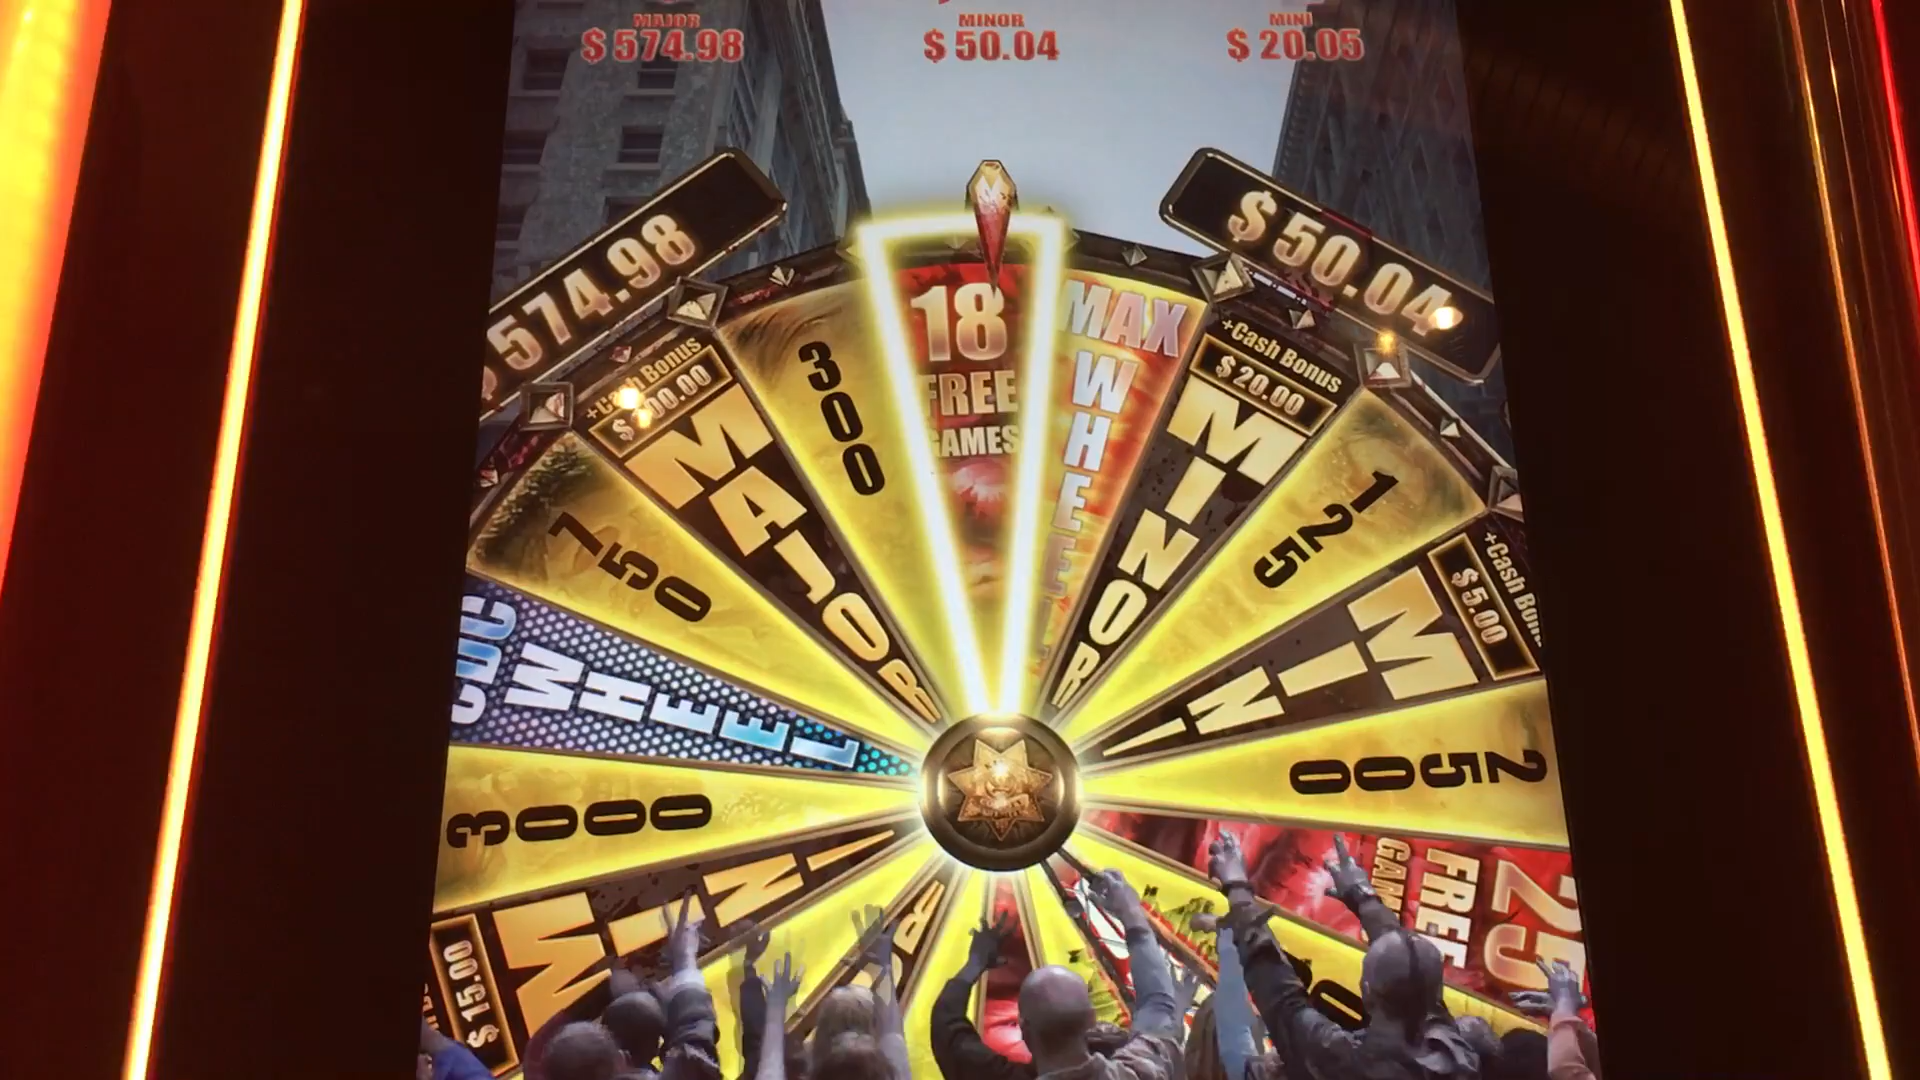 MAJOR
$ 574.98
MINOR
$ 50.04
MINI
$ 20.05
574.98
$ 50.04
+Cash Bonus
MAJOR
300
18
FREE
GAMES
MAX
WHEEL
+Cash Bonus
$ 20.00
MINOR
125
+Cash Bonus
$ 5.00
MINI
250
25
FREE
750
CDC
WHEEL
3000
$ 15.00
MINI